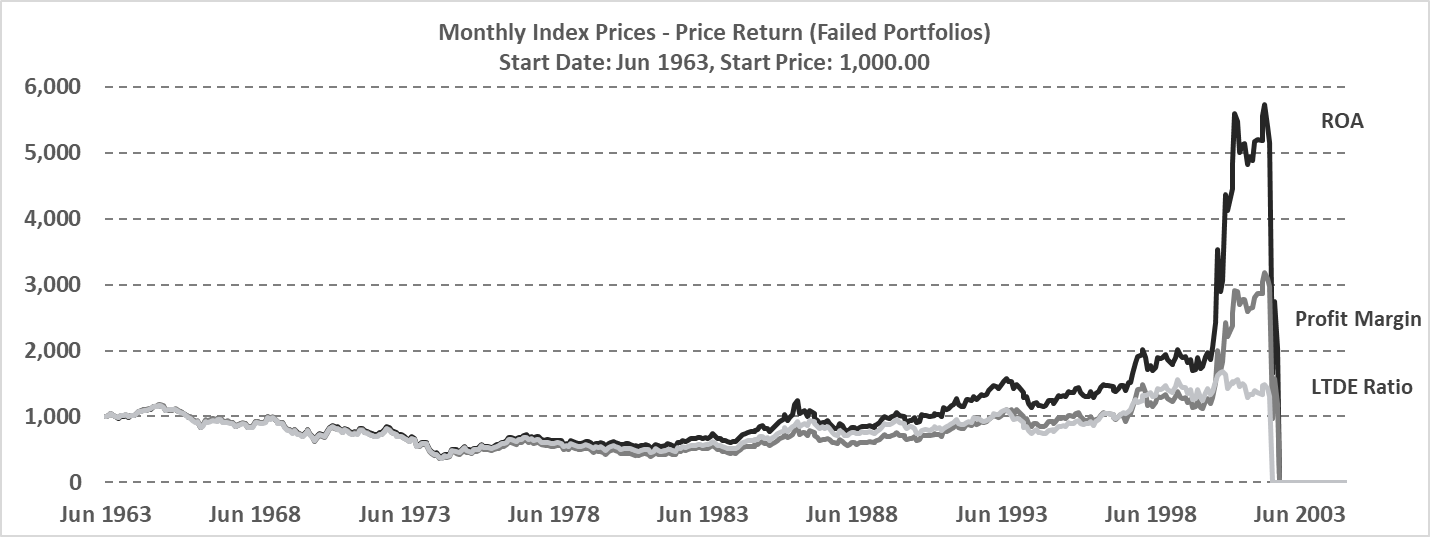 Monthly Index Prices - Price Return (Failed Portfolios)
Start Date: Jun 1963, Start Price: 1,000.00
6,000
ROA
5,000
4,000
3,000
Profit Margin
2,000
LTDE Ratio
1,000
0
Jun 1963 Jun 1968 Jun 1973 Jun 1978 Jun 1983 Jun 1988 Jun 1993 Jun 1998 Jun 2003